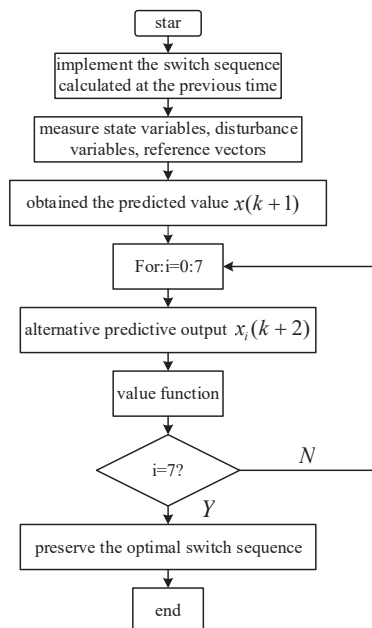 star
implement the switch sequence
calculated at the previous time
measure state variables, disturbance
variables, reference vectors
obtained the predicted value x(k+1)
For:i=0:7
alternative predictive output x_i(k+2)
value function
i=7?
N
Y
preserve the optimal switch sequence
end